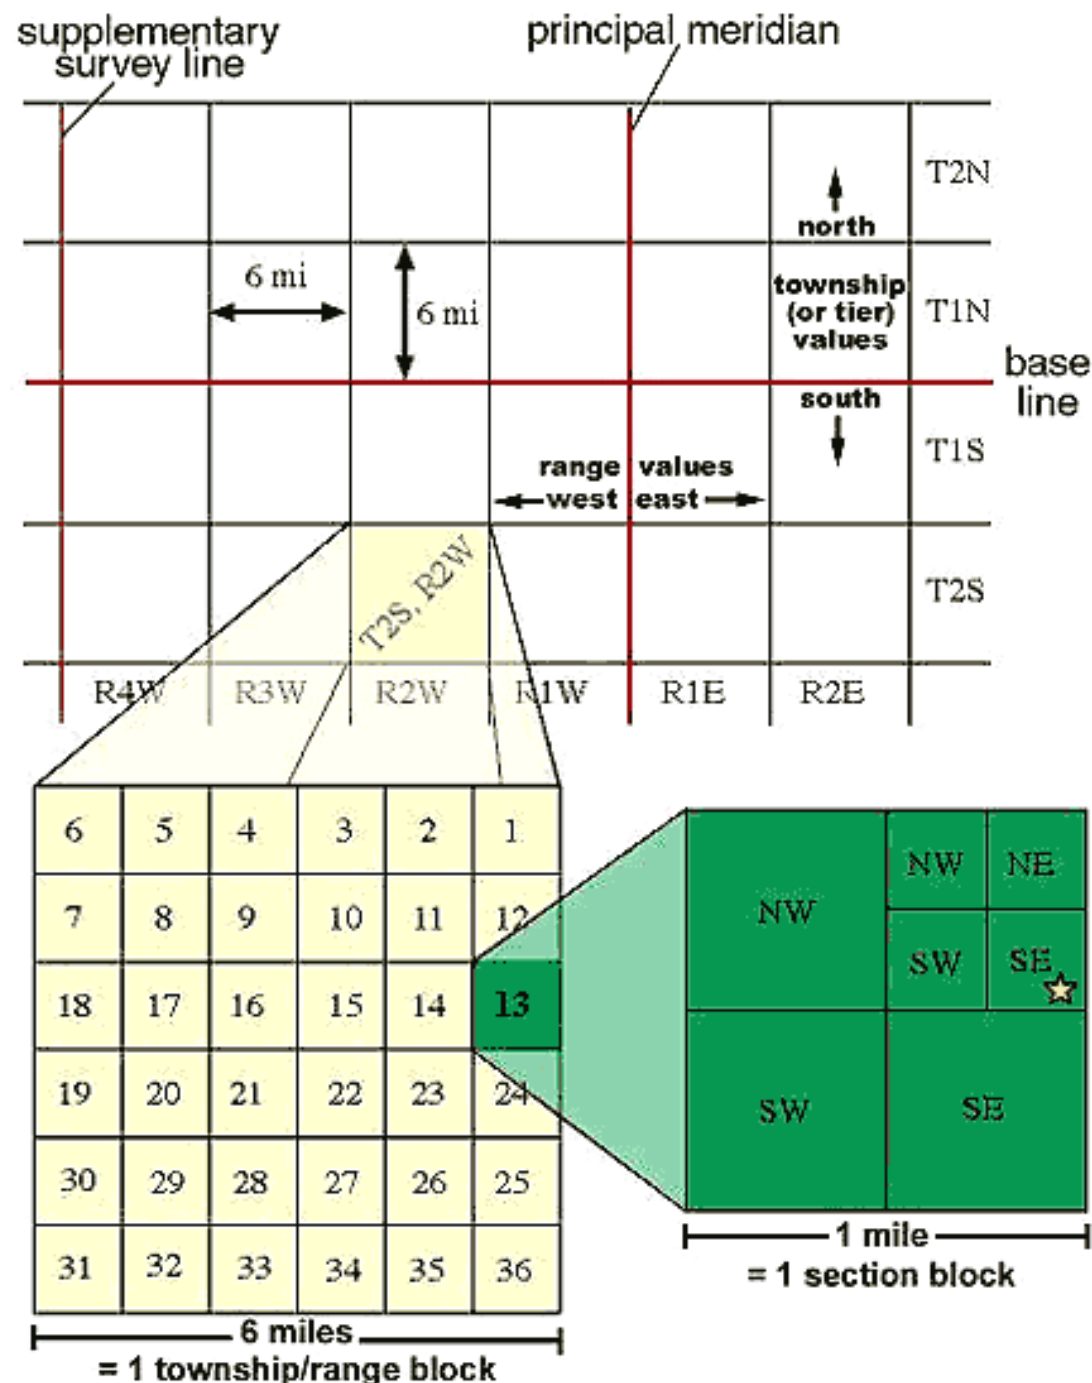 supplementary
survey line
principal meridian
T2N
north
6 mi
6 mi
township
(or tier)
values
T1N
base
line
south
T1S
range values
west east
T2S, R2W
T2S
R4W R3W R2W R1W R1E R2E
6 5 4 3 2 1
7 8 9 10 11 12
18 17 16 15 14 13
19 20 21 22 23 24
30 29 28 27 26 25
31 32 33 34 35 36
6 miles
= 1 township/range block
NW NW NE
SW SE
SW SE
1 mile
= 1 section block